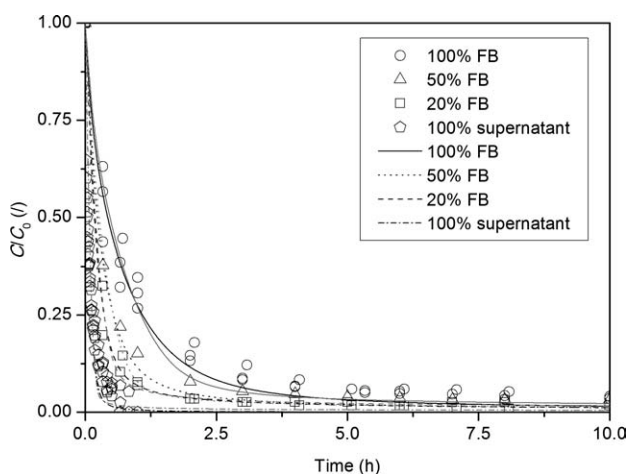 1.00
0.75
0.50
0.25
0.00
C/C0 (/)
100% FB
50% FB
20% FB
100% supernatant
100% FB
50% FB
20% FB
100% supernatant
0.0 2.5 5.0 7.5 10.0
Time (h)